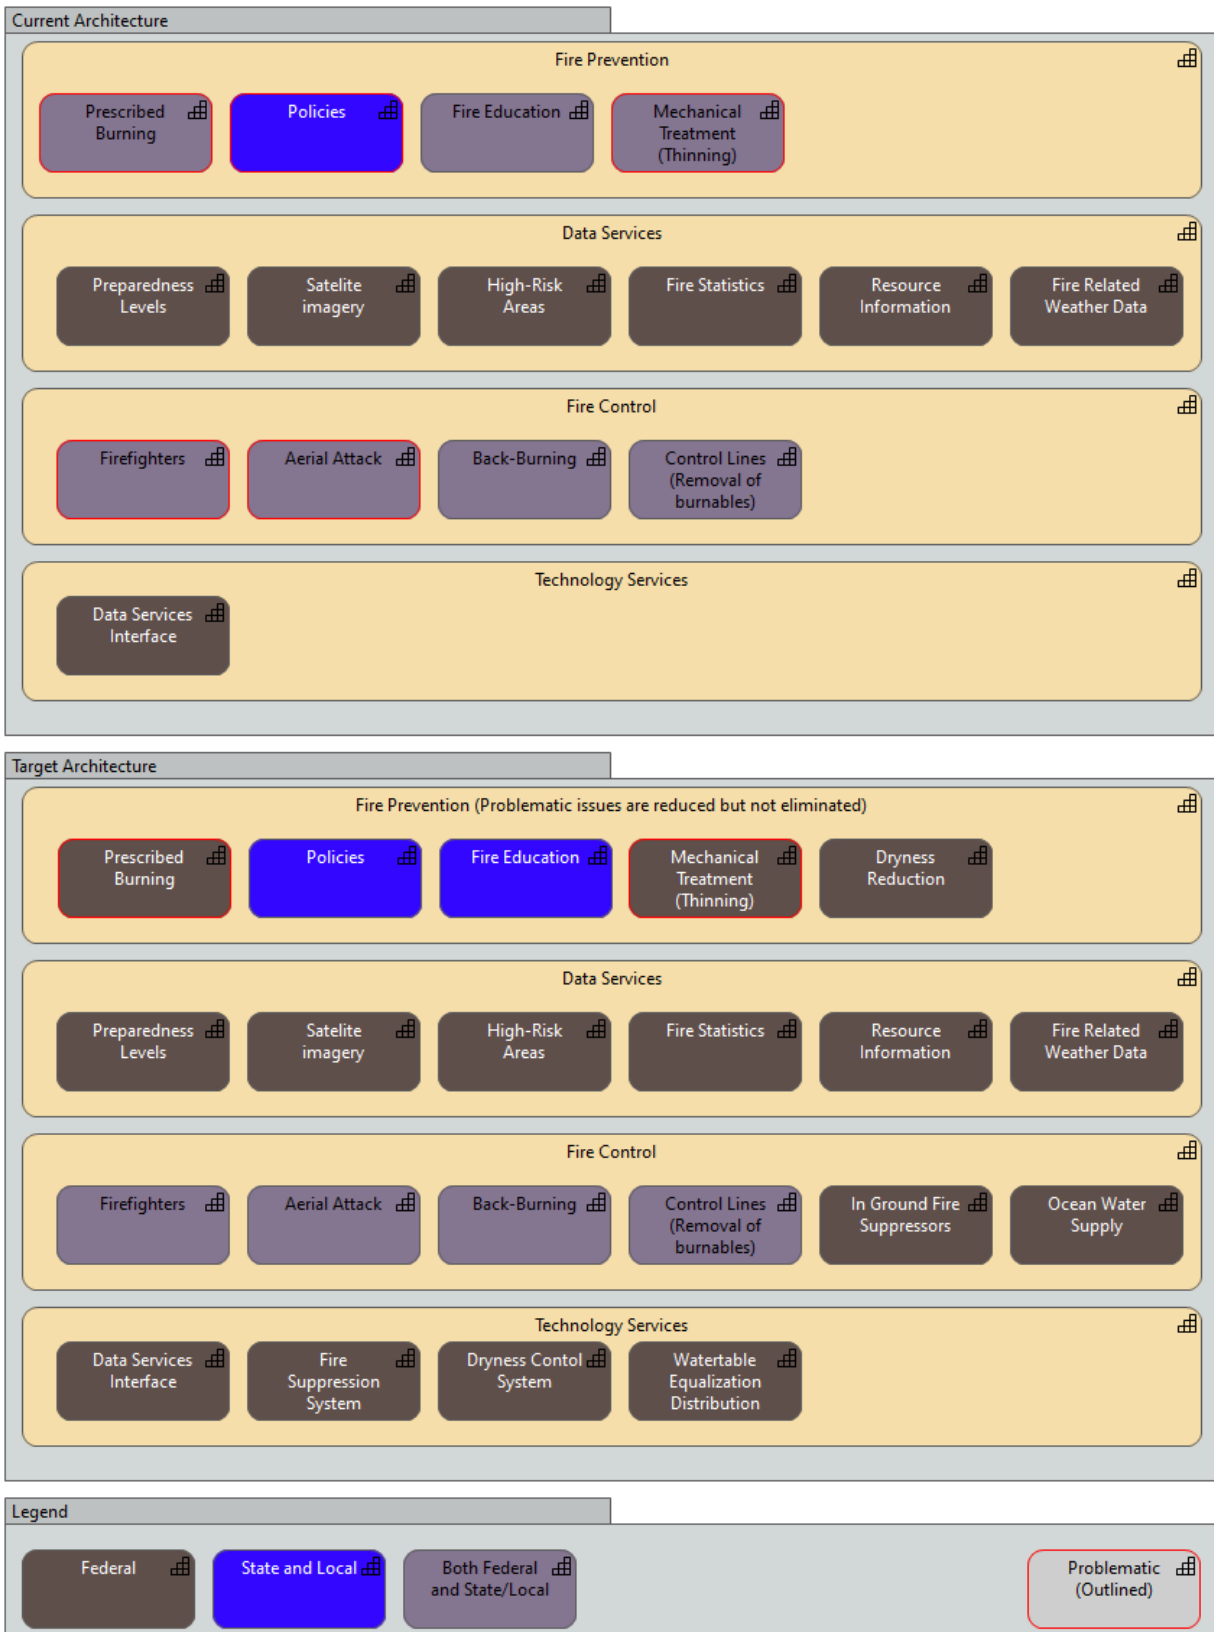 Current Architecture
Fire Prevention
Prescribed
Burning
Policies
Fire Education
Mechanical
Treatment
(Thinning)
Data Services
Preparedness
Levels
Satelite
imagery
High-Risk
Areas
Fire Statistics
Resource
Information
Fire Related
Weather Data
Fire Control
Firefighters
Aerial Attack
Back-Burning
Control Lines
(Removal of
burnables)
Technology Services
Data Services
Interface
Target Architecture
Fire Prevention (Problematic issues are reduced but not eliminated)
Prescribed
Burning
Policies
Fire Education
Mechanical
Treatment
(Thinning)
Dryness
Reduction
Data Services
Preparedness
Levels
Satelite
imagery
High-Risk
Areas
Fire Statistics
Resource
Information
Fire Related
Weather Data
Fire Control
Firefighters
Aerial Attack
Back-Burning
Control Lines
(Removal of
burnables)
In Ground Fire
Suppressors
Ocean Water
Supply
Technology Services
Data Services
Interface
Fire
Suppression
System
Dryness Contol
System
Watertable
Equalization
Distribution
Legend
Federal
State and Local
Both Federal
and State/Local
Problematic
(Outlined)